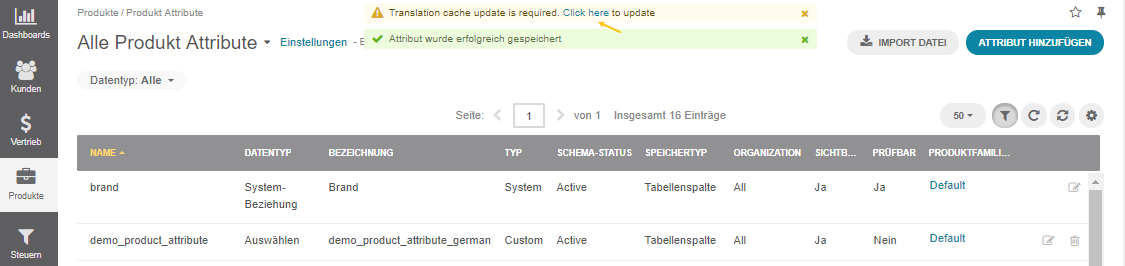 Dashboards
Kunden
Vertrieb
Produkte
Steuern
Produkte / Produkt Attribute
Translation cache update is required. Click here to update
Attribut wurde erfolgreich gespeichert
Alle Produkt Attribute
Einstellungen - E
IMPORT DATEI
ATTRIBUT HINZUFÜGEN
Datentyp: Alle
Seite: 1 von 1 Insgesamt 16 Einträge
50
NAME DATENTYP BEZEICHNUNG TYP SCHEMA-STATUS SPEICHERTYP ORGANIZATION SICHTB... PRÜFBAR PRODUKTFAMILI...
brand System-Beziehung Brand System Active Tabellenspalte All Ja Ja Default
demo_product_attribute Auswählen demo_product_attribute_german Custom Active Tabellenspalte All Ja Nein Default